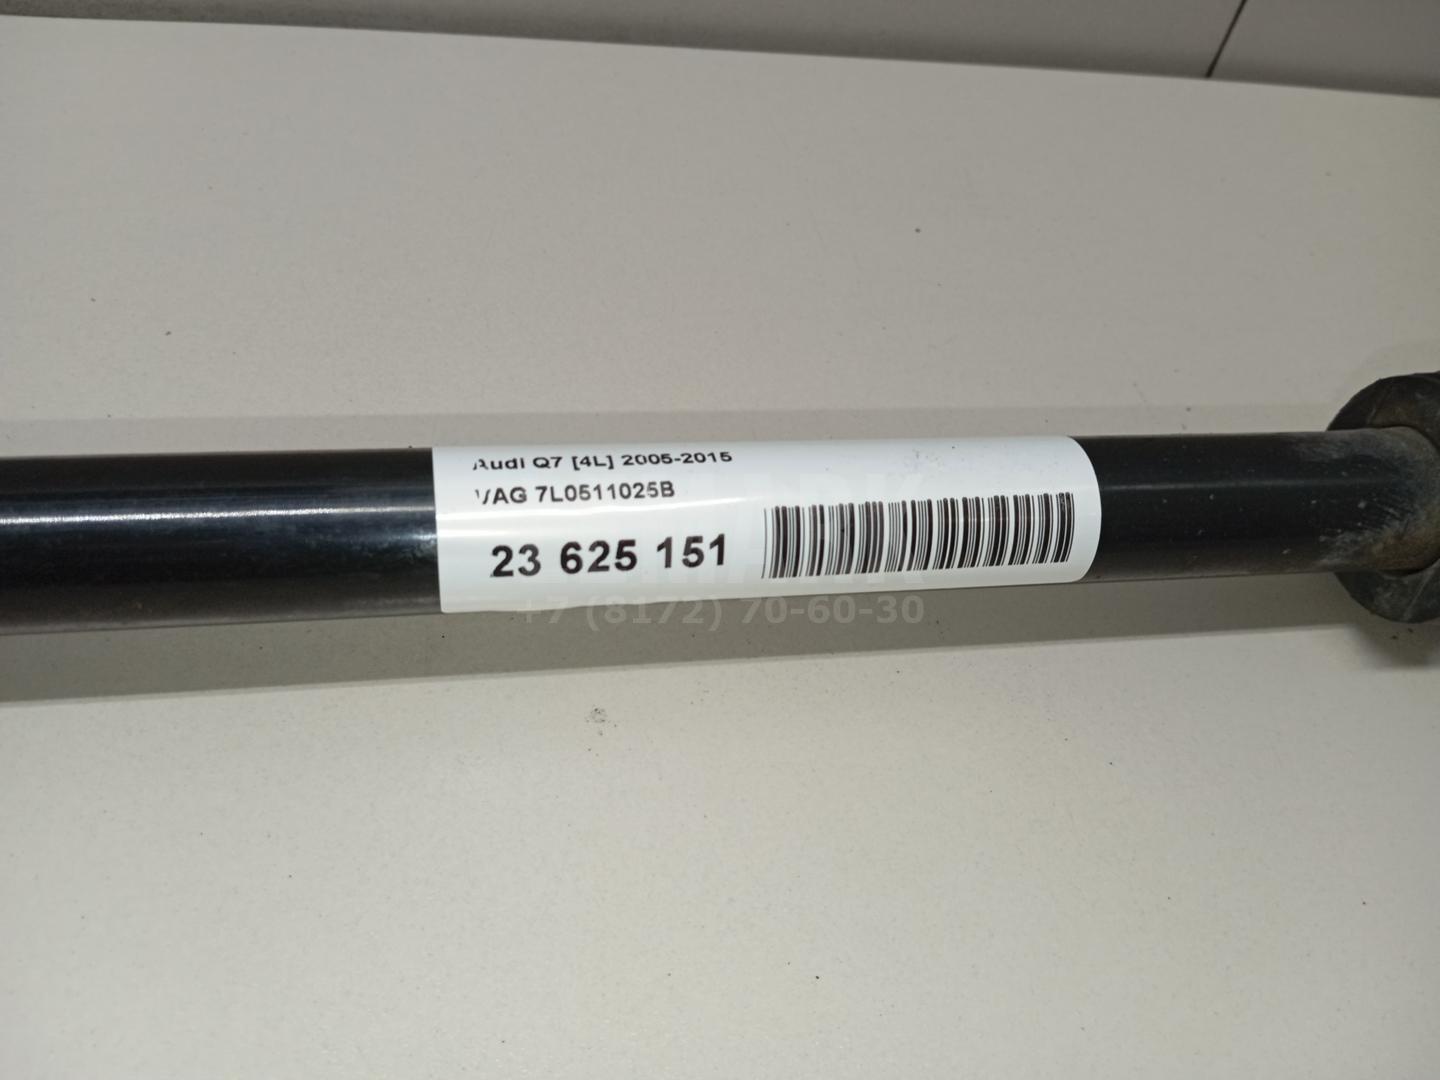 Audi Q7 [4L] 2005-2015
VAG 7L0511025B
23 625 151
+7 (8172) 70-60-30